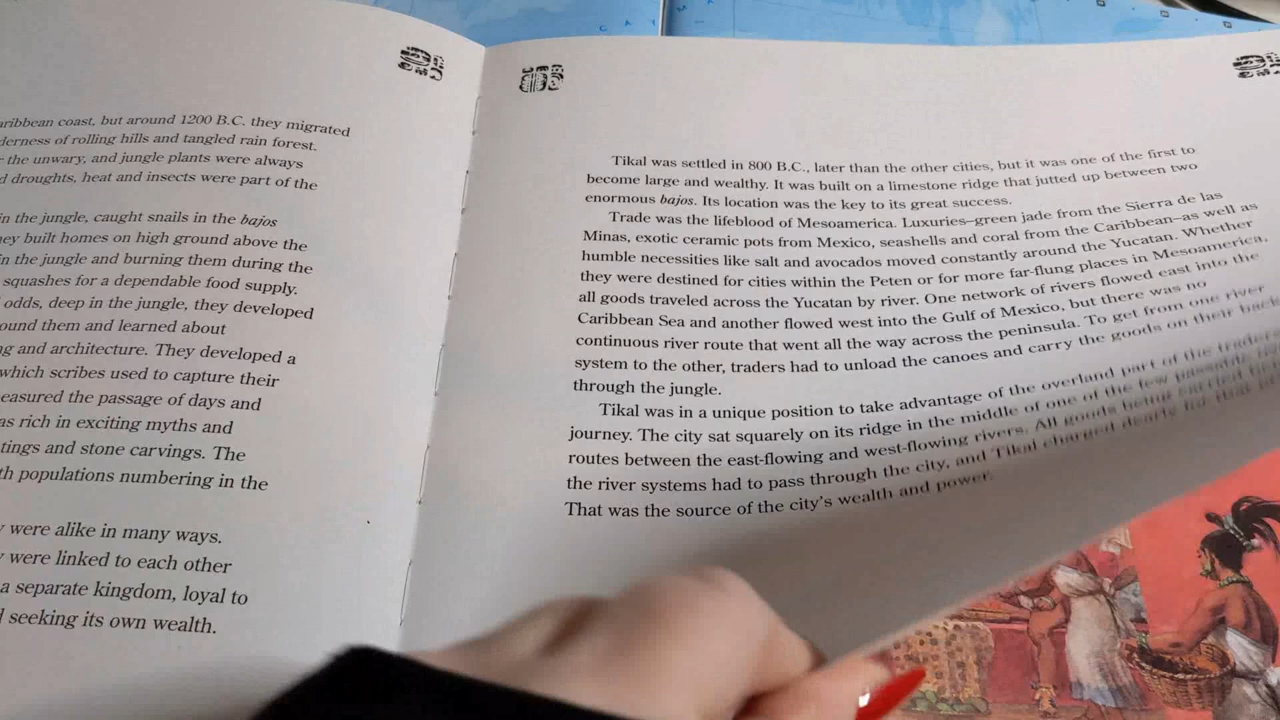 aribbean coast, but around 1200 B.C. they migrated
derness of rolling hills and tangled rain forest.
the unwary, and jungle plants were always
d droughts, heat and insects were part of the
in the jungle, caught snails in the bajos
ey built homes on high ground above the
in the jungle and burning them during the
squashes for a dependable food supply.
odds, deep in the jungle, they developed
ound them and learned about
ng and architecture. They developed a
which scribes used to capture their
easured the passage of days and
as rich in exciting myths and
tings and stone carvings. The
th populations numbering in the
y were alike in many ways.
y were linked to each other
a separate kingdom, loyal to
seeking its own wealth.
Tikal was settled in 800 B.C., later than the other cities, but it was one of the first to
become large and wealthy. It was built on a limestone ridge that jutted up between two
enormous bajos. Its location was the key to its great success.
Trade was the lifeblood of Mesoamerica. Luxuries–green jade from the Sierra de las
Minas, exotic ceramic pots from Mexico, seashells and coral from the Caribbean–as well as
humble necessities like salt and avocados moved constantly around the Yucatan. Whether
they were destined for cities within the Peten or for more far-flung places in Mesoamerica,
all goods traveled across the Yucatan by river. One network of rivers flowed east into the
Caribbean Sea and another flowed west into the Gulf of Mexico, but there was no
continuous river route that went all the way across the peninsula. To get from one river
system to the other, traders had to unload the canoes and carry the goods on their backs
through the jungle.
Tikal was in a unique position to take advantage of the overland part of the traders'
journey. The city sat squarely on its ridge in the middle of one of the few passable
routes between the east-flowing and west-flowing rivers. All goods being carried
the river systems had to pass through the city, and Tikal charged dearly for
That was the source of the city's wealth and power.